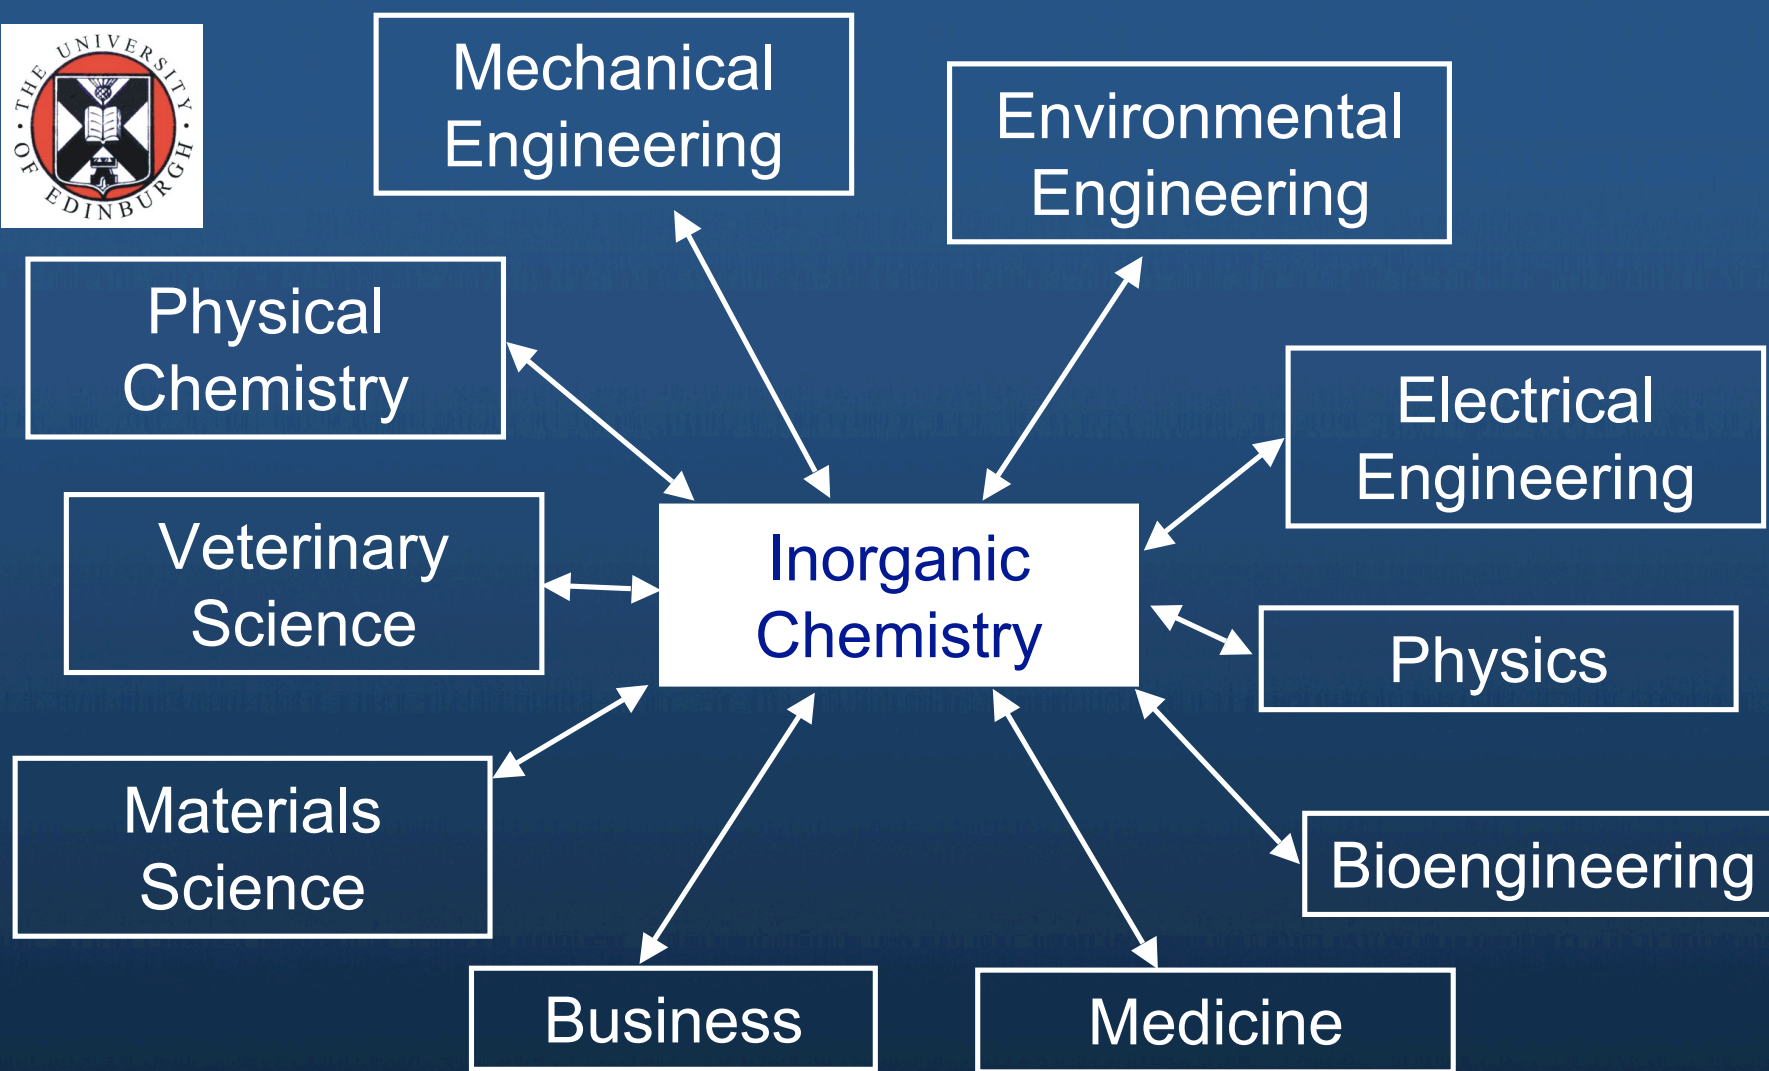 THE UNIVERSITY OF EDINBURGH
Mechanical
Engineering
Environmental
Engineering
Physical
Chemistry
Electrical
Engineering
Veterinary
Science
Inorganic
Chemistry
Physics
Materials
Science
Bioengineering
Business
Medicine